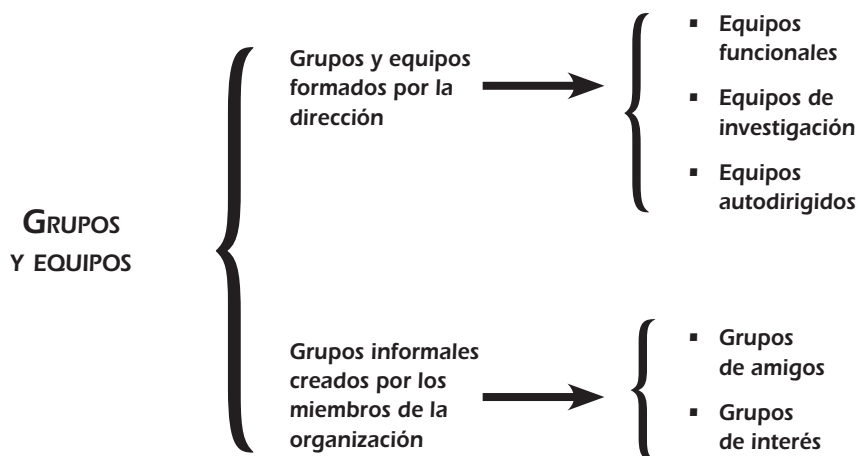 GRUPOS
Y EQUIPOS
Grupos y equipos
formados por la
dirección
▪ Equipos
funcionales
▪ Equipos de
investigación
▪ Equipos
autodirigidos
Grupos informales
creados por los
miembros de la
organización
▪ Grupos
de amigos
▪ Grupos
de interés